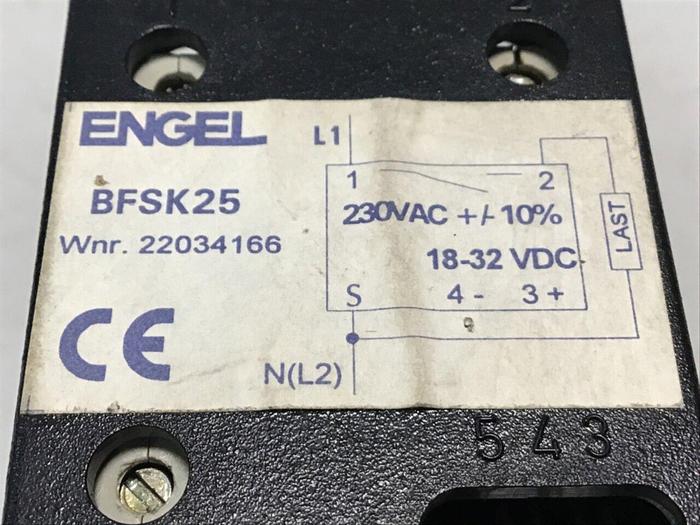 ENGEL
BFSK25
Wnr. 22034166
CE
L1
1 2
230VAC +/- 10%
18-32 VDC
S 4 - 3 +
LAST
N(L2)
5 4 3